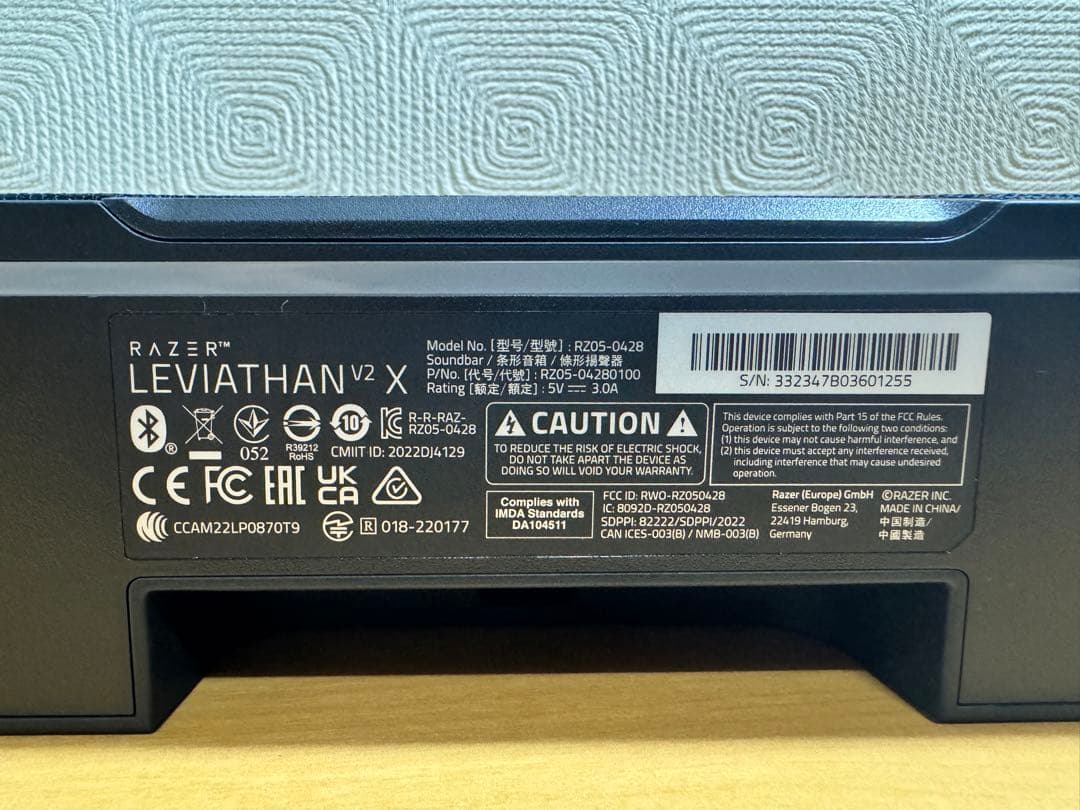 RAZER™
LEVIATHAN V2 X
Model No. [型号/型號] : RZ05-0428
Soundbar / 条形音箱 / 條形揚聲器
P/No. [代号/代號] : RZ05-042B0100
Rating [额定/額定] : 5V 3.0A
S/N: 332347B03601255
®
052
R39212
RoHS
10
R-R-RAZ-
RZ05-0428
CMIIT ID: 2022DJ4129
CE FC EAC UK
CA
CCAM22LP0870T9
R 018-220177
CAUTION
TO REDUCE THE RISK OF ELECTRIC SHOCK,
DO NOT TAKE APART THE DEVICE AS
DOING SO WILL VOID YOUR WARRANTY.
This device complies with Part 15 of the FCC Rules.
Operation is subject to the following two conditions:
(1) this device may not cause harmful interference, and
(2) this device must accept any interference received,
including interference that may cause undesired
operation.
Complies with
IMDA Standards
DA104511
FCC ID: RWO-RZ050428
IC: 8092D-RZ050428
SDPPI: 82222/SDPPI/2022
CAN ICES-003(B) / NMB-003(B)
Razer (Europe) GmbH
Essener Bogen 23,
22419 Hamburg,
Germany
©RAZER INC.
MADE IN CHINA/
中国制造/
中國製造